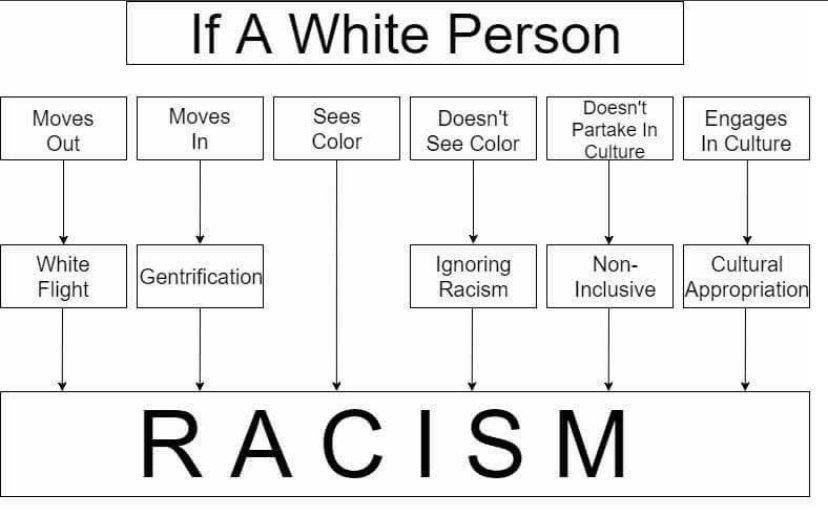 If A White Person
Moves
Out
Moves
In
Sees
Color
Doesn't
See Color
Doesn't
Partake In
Culture
Engages
In Culture
White
Flight
Gentrification
Ignoring
Racism
Non-
Inclusive
Cultural
Appropriation
R A C I S M